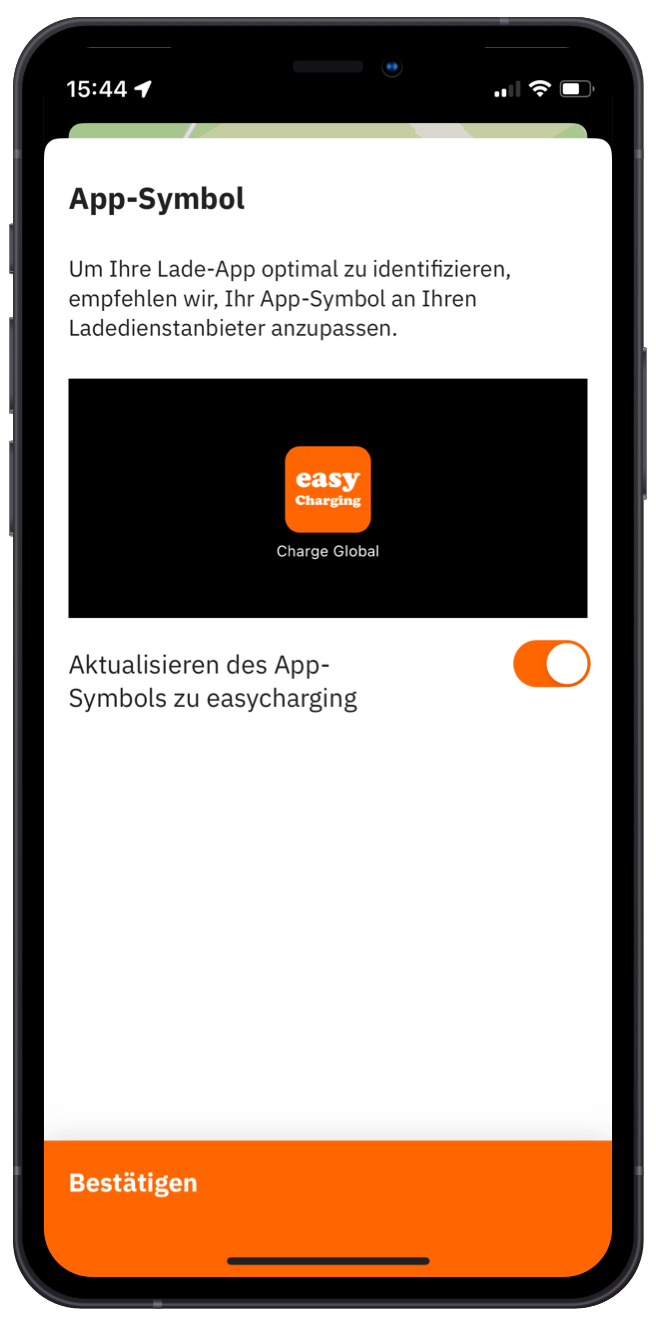 15:44
App-Symbol
Um Ihre Lade-App optimal zu identifizieren,
empfehlen wir, Ihr App-Symbol an Ihren
Ladedienstanbieter anzupassen.
easy
Charging
Charge Global
Aktualisieren des App-
Symbols zu easycharging
Bestätigen